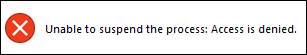 Unable to suspend the process: Access is denied.